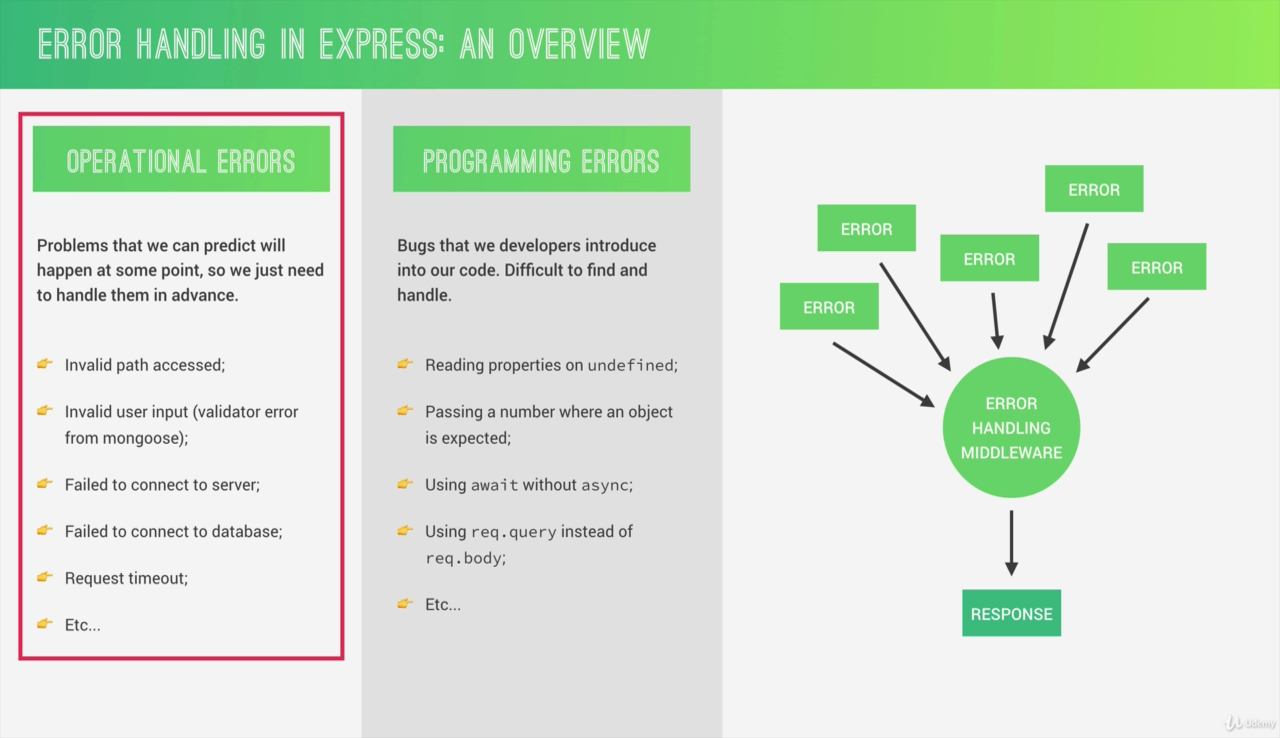 ERROR HANDLING IN EXPRESS: AN OVERVIEW
OPERATIONAL ERRORS
Problems that we can predict will
happen at some point, so we just need
to handle them in advance.
👉 Invalid path accessed;
👉 Invalid user input (validator error
from mongoose);
👉 Failed to connect to server;
👉 Failed to connect to database;
👉 Request timeout;
👉 Etc...
PROGRAMMING ERRORS
Bugs that we developers introduce
into our code. Difficult to find and
handle.
👉 Reading properties on undefined;
👉 Passing a number where an object
is expected;
👉 Using await without async;
👉 Using req.query instead of
req.body;
👉 Etc...
ERROR
ERROR
ERROR
ERROR
ERROR
ERROR
HANDLING
MIDDLEWARE
RESPONSE
Udemy